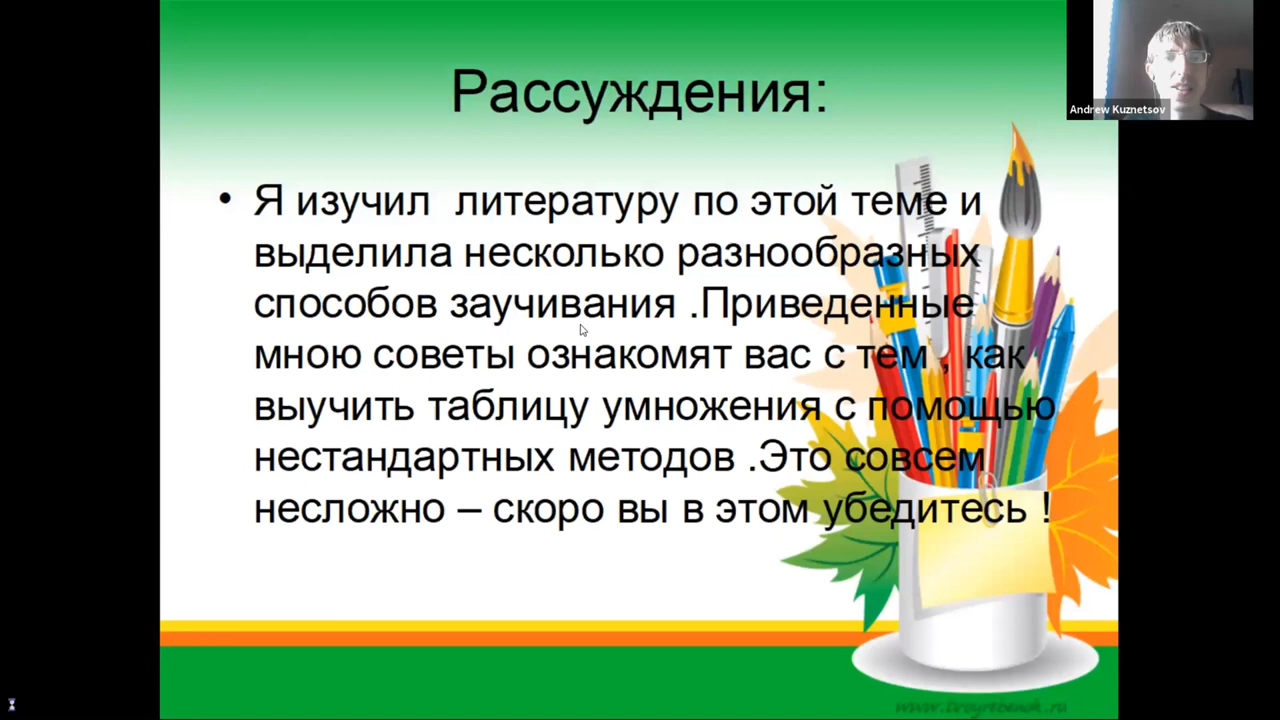 Рассуждения:
Andrew Kuznetsov
• Я изучил литературу по этой теме и
выделила несколько разнообразных
способов заучивания .Приведенные
мною советы ознакомят вас с тем , как
выучить таблицу умножения с помощью
нестандартных методов .Это совсем
несложно – скоро вы в этом убедитесь !